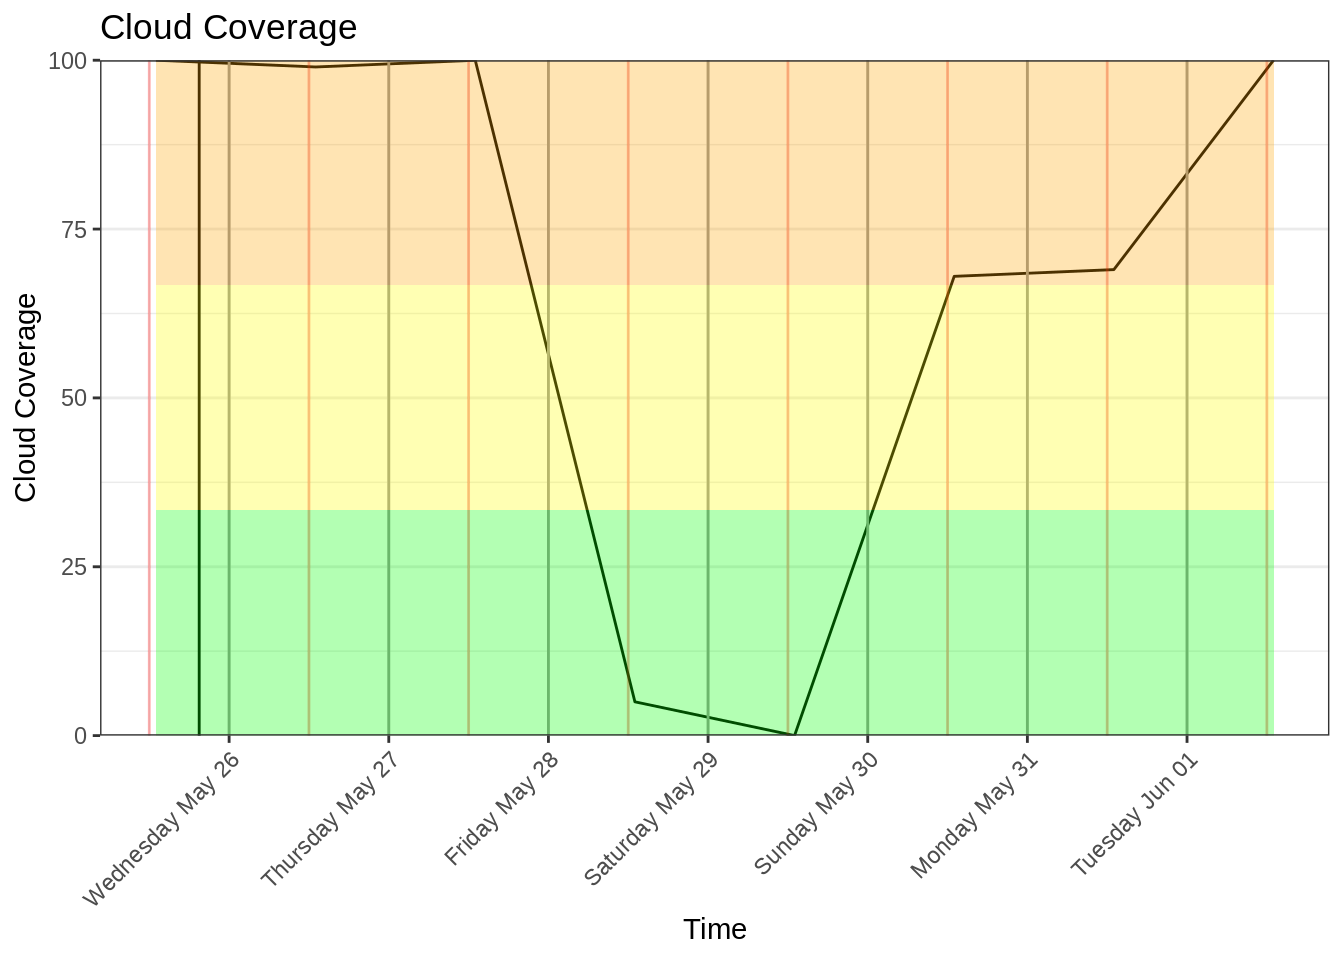 Cloud Coverage
Cloud Coverage
100
75
50
25
0
Wednesday May 26
Thursday May 27
Friday May 28
Saturday May 29
Sunday May 30
Monday May 31
Tuesday Jun 01
Time